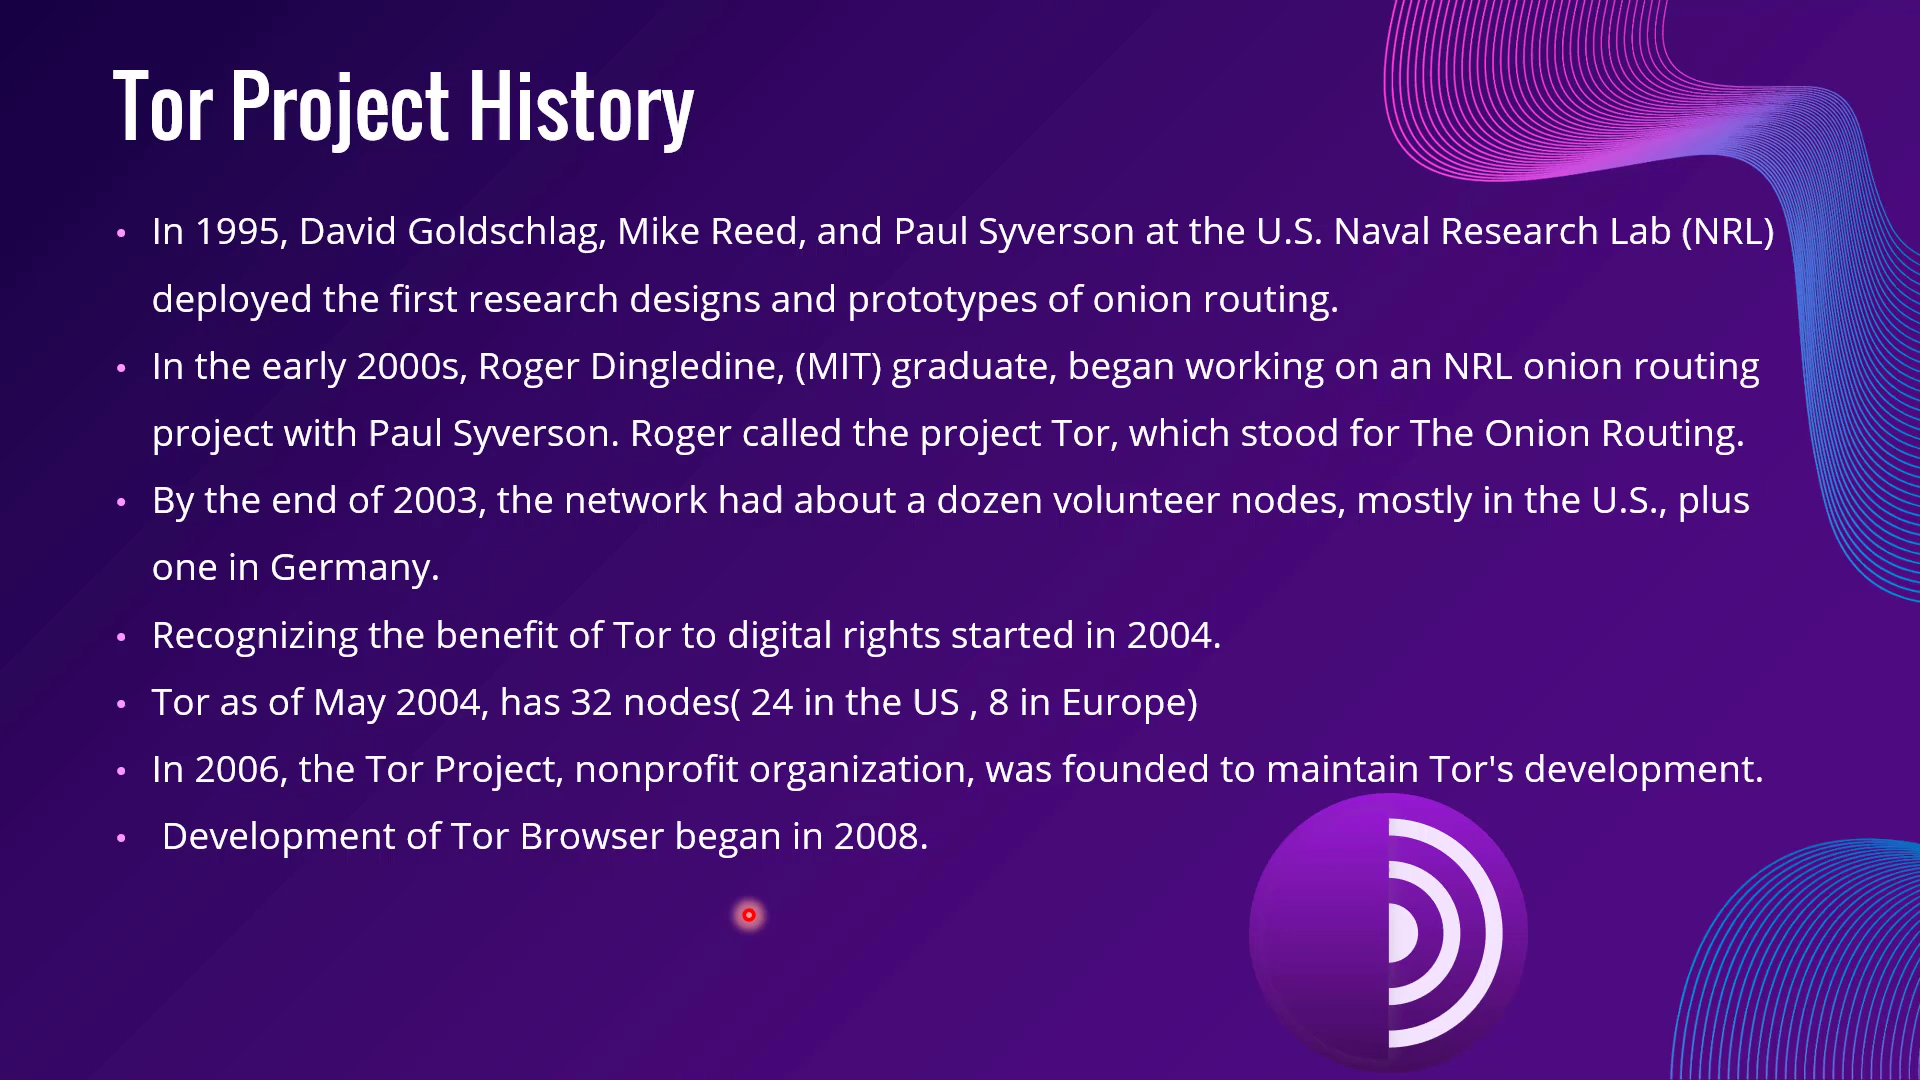 Tor Project History
• In 1995, David Goldschlag, Mike Reed, and Paul Syverson at the U.S. Naval Research Lab (NRL)
deployed the first research designs and prototypes of onion routing.
• In the early 2000s, Roger Dingledine, (MIT) graduate, began working on an NRL onion routing
project with Paul Syverson. Roger called the project Tor, which stood for The Onion Routing.
• By the end of 2003, the network had about a dozen volunteer nodes, mostly in the U.S., plus
one in Germany.
• Recognizing the benefit of Tor to digital rights started in 2004.
• Tor as of May 2004, has 32 nodes( 24 in the US , 8 in Europe)
• In 2006, the Tor Project, nonprofit organization, was founded to maintain Tor's development.
• Development of Tor Browser began in 2008.